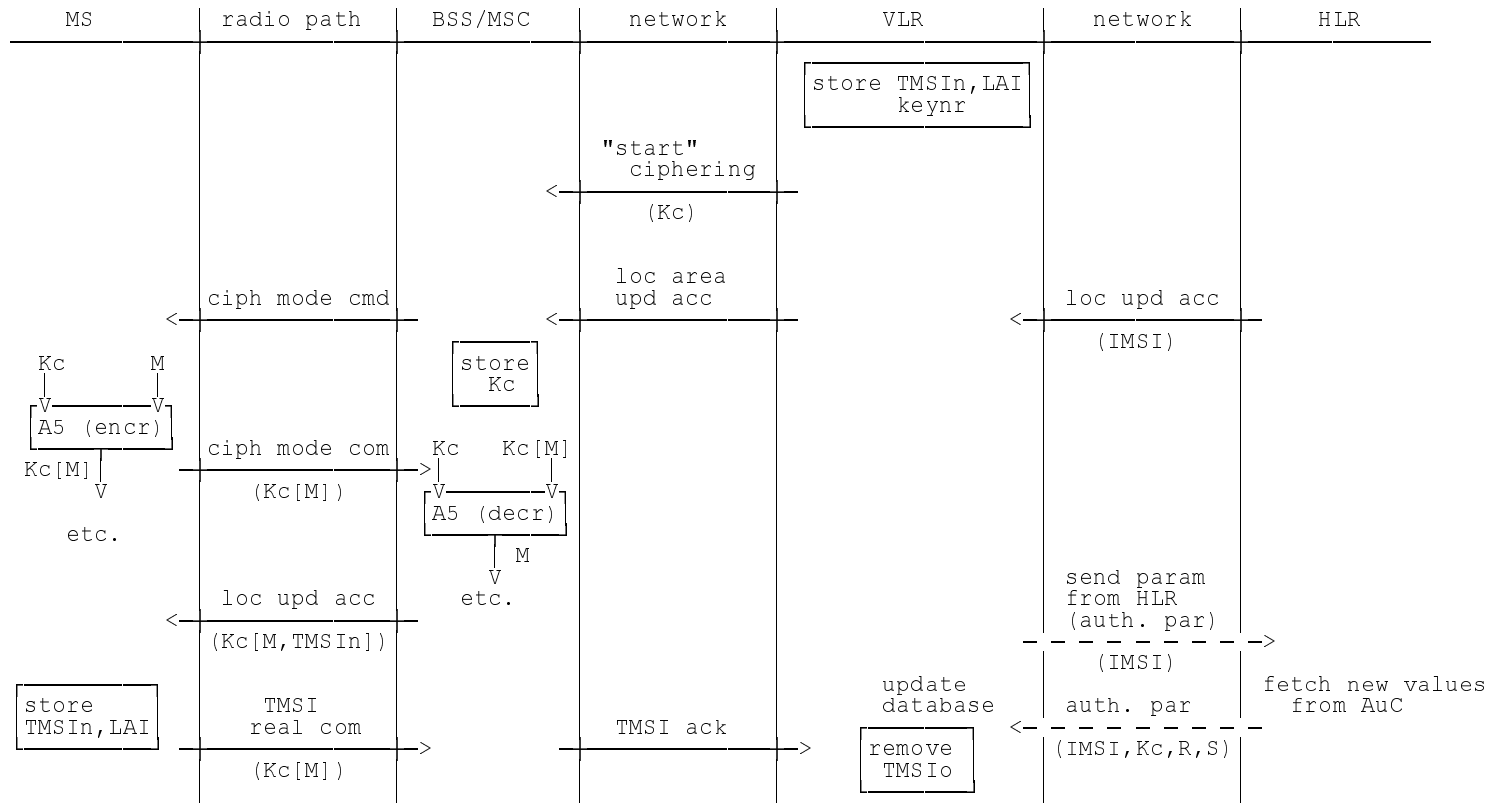 MS radio path BSS/MSC network VLR network HLR
store TMSIn,LAI
keynr
"start"
ciphering
<
(Kc)
loc area
ciph mode cmd upd acc loc upd acc
< < <
(IMSI)
Kc M store
Kc
V V
A5 (encr)
ciph mode com Kc Kc[M]
Kc[M] >
V (Kc[M]) V V
A5 (decr)
etc.
M
V send param
loc upd acc etc. from HLR
< (auth. par)
(Kc[M,TMSIn]) >
(IMSI)
update fetch new values
store TMSI database auth. par from AuC
TMSIn,LAI real com TMSI ack <
> > remove (IMSI,Kc,R,S)
(Kc[M]) TMSIo